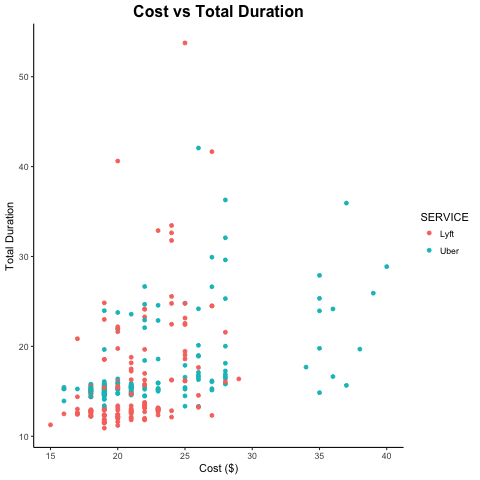 Cost vs Total Duration
50
40
30
20
10
Total Duration
15 20 25 30 35 40
Cost ($)
SERVICE
Lyft
Uber